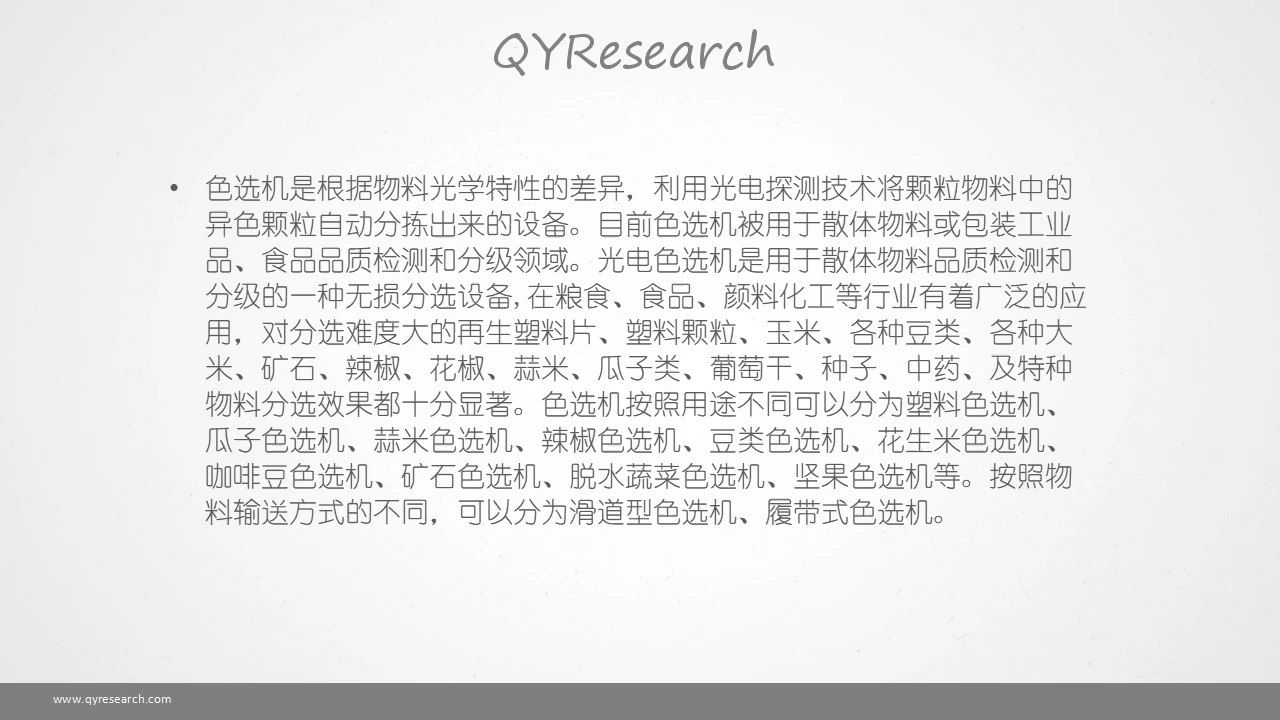 QYResearch
• 色选机是根据物料光学特性的差异，利用光电探测技术将颗粒物料中的
异色颗粒自动分拣出来的设备。目前色选机被用于散体物料或包装工业
品、食品品质检测和分级领域。光电色选机是用于散体物料品质检测和
分级的一种无损分选设备,在粮食、食品、颜料化工等行业有着广泛的应
用，对分选难度大的再生塑料片、塑料颗粒、玉米、各种豆类、各种大
米、矿石、辣椒、花椒、蒜米、瓜子类、葡萄干、种子、中药、及特种
物料分选效果都十分显著。色选机按照用途不同可以分为塑料色选机、
瓜子色选机、蒜米色选机、辣椒色选机、豆类色选机、花生米色选机、
咖啡豆色选机、矿石色选机、脱水蔬菜色选机、坚果色选机等。按照物
料输送方式的不同，可以分为滑道型色选机、履带式色选机。
www.qyresearch.com